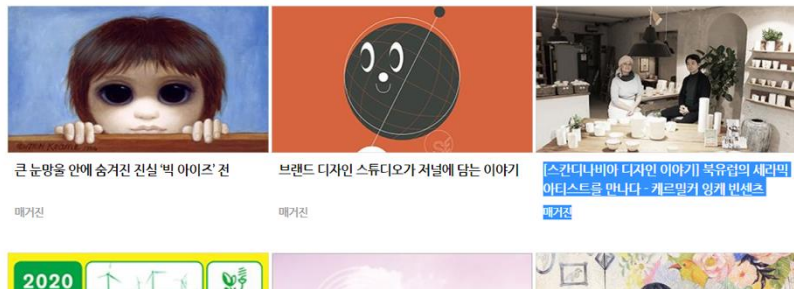 큰 눈망울 안에 숨겨진 진실 ‘빅 아이즈’ 전
매거진
브랜드 디자인 스튜디오가 저널에 담는 이야기
매거진
[스칸디나비아 디자인 이야기] 북유럽의 세라믹
아티스트를 만나다 - 케르밀커 잉케 빈센츠
매거진
2020